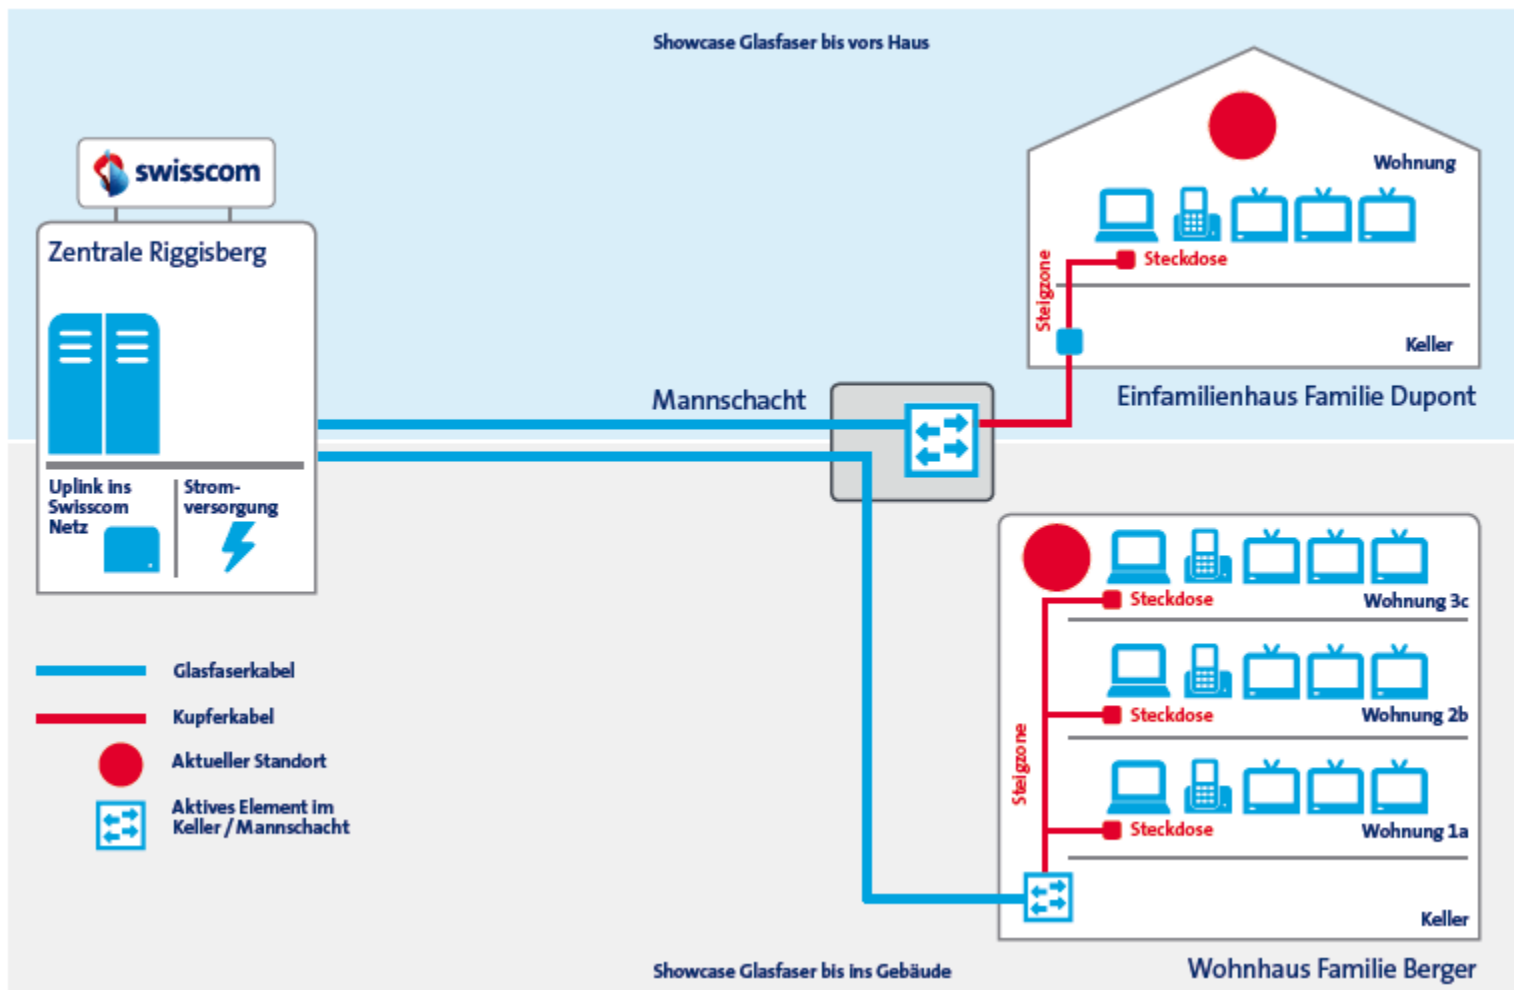 Showcase Glasfaser bis vors Haus
swisscom
Zentrale Riggisberg
Uplink ins
Swisscom
Netz
Strom-
versorgung
Mannschacht
Wohnung
Steckdose
Steigzone
Keller
Einfamilienhaus Familie Dupont
Steckdose
Wohnung 3c
Steckdose
Wohnung 2b
Steigzone
Steckdose
Wohnung 1a
Keller
Wohnhaus Familie Berger
Glasfaserkabel
Kupferkabel
Aktueller Standort
Aktives Element im
Keller / Mannschacht
Showcase Glasfaser bis ins Gebäude